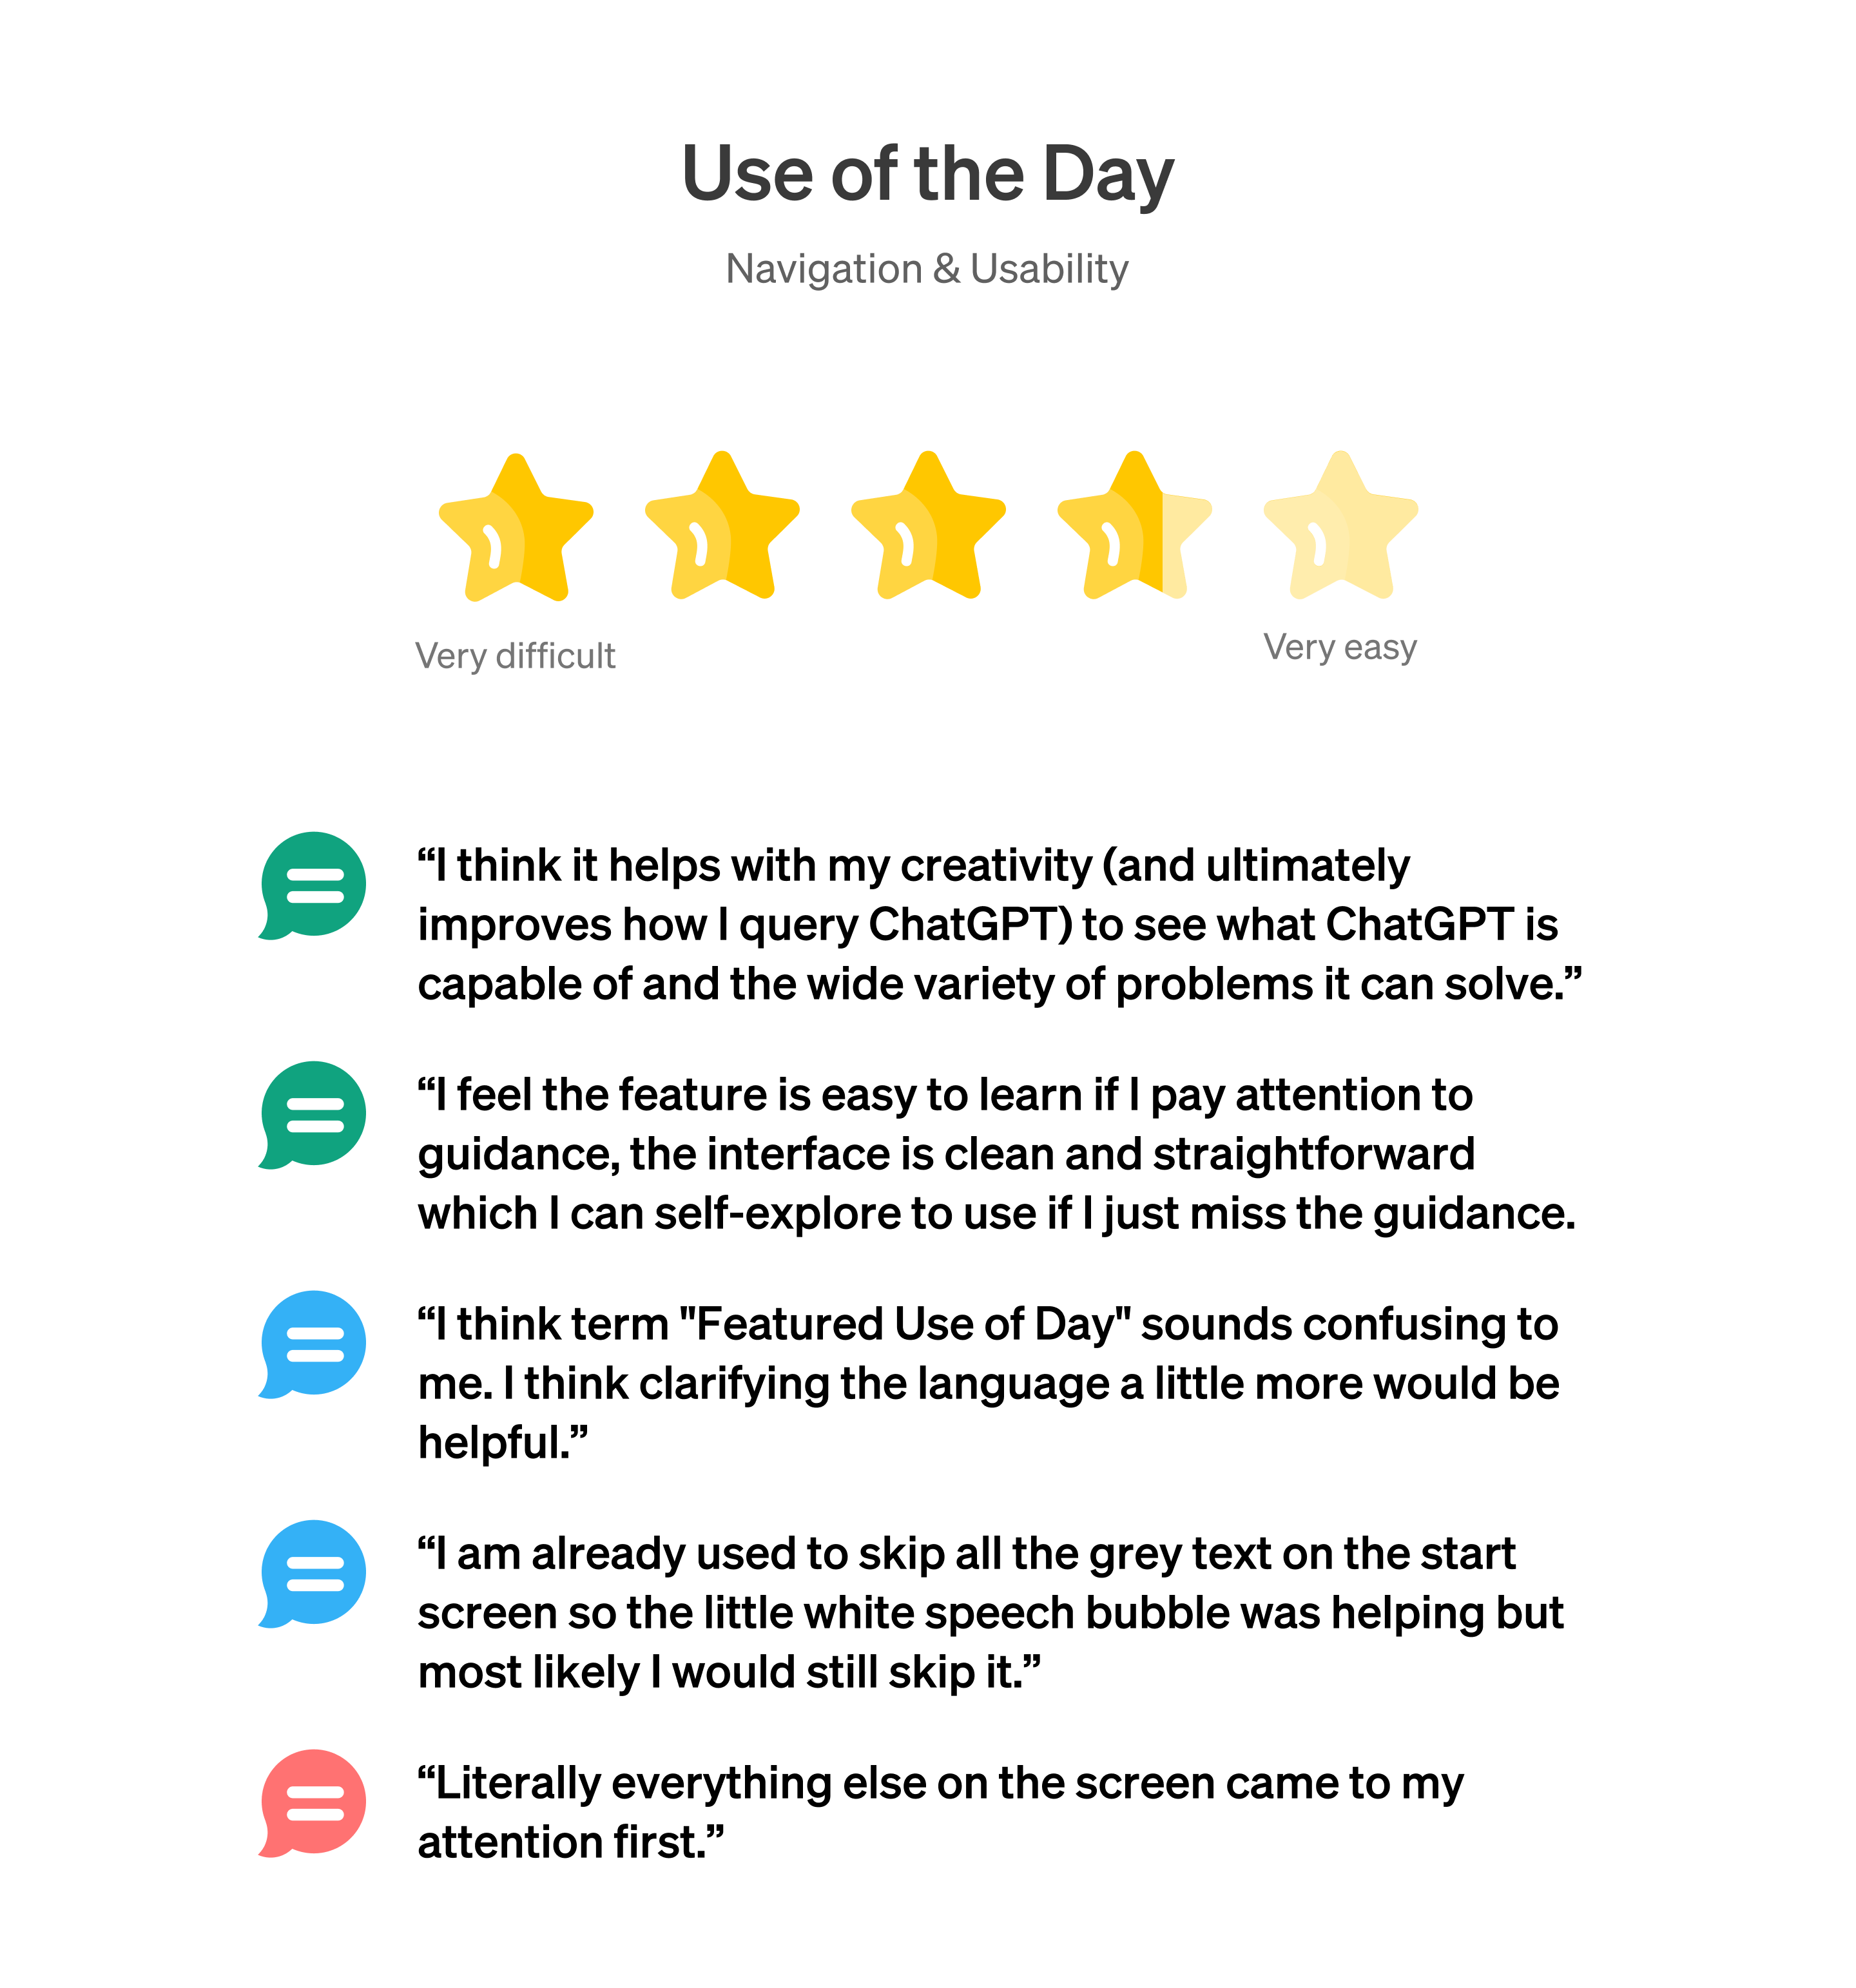 Use of the Day
Navigation & Usability
Very difficult
Very easy
“I think it helps with my creativity (and ultimately
improves how I query ChatGPT) to see what ChatGPT is
capable of and the wide variety of problems it can solve.”
“I feel the feature is easy to learn if I pay attention to
guidance, the interface is clean and straightforward
which I can self-explore to use if I just miss the guidance.
“I think term "Featured Use of Day" sounds confusing to
me. I think clarifying the language a little more would be
helpful.”
“I am already used to skip all the grey text on the start
screen so the little white speech bubble was helping but
most likely I would still skip it.”
“Literally everything else on the screen came to my
attention first.”